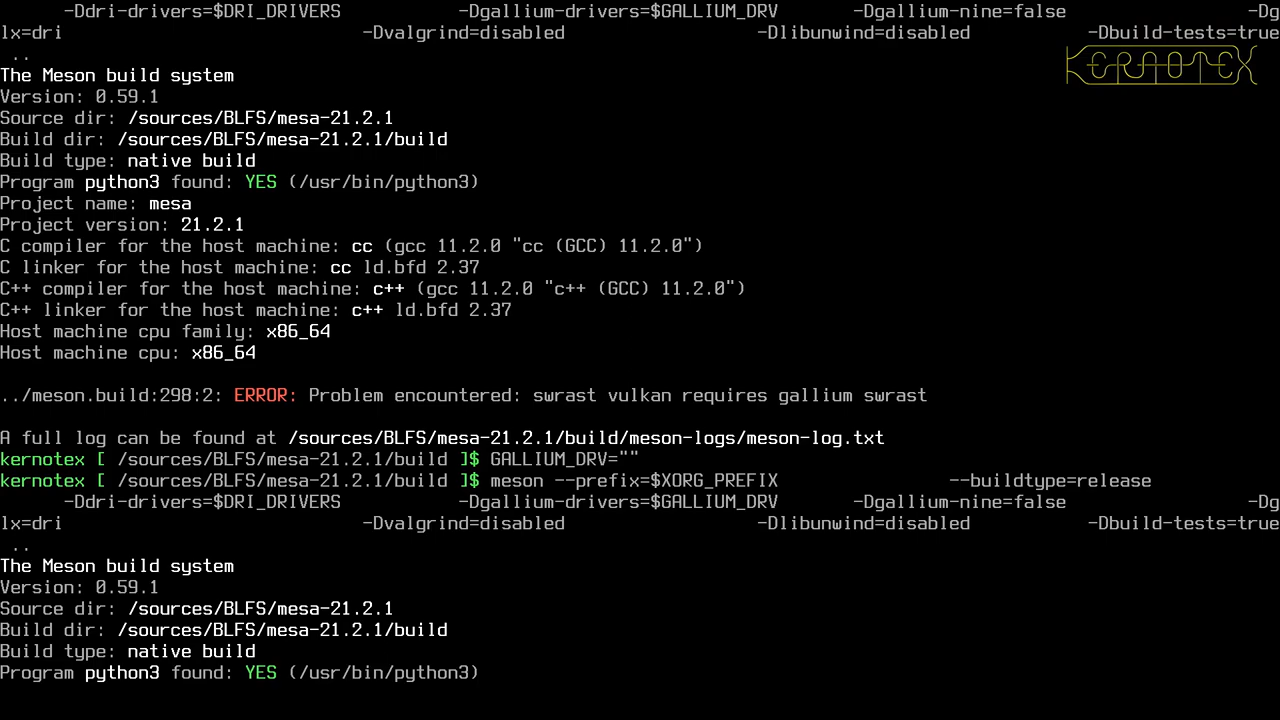 -Ddri-drivers=$DRI_DRIVERS -Dgallium-drivers=$GALLIUM_DRV -Dgallium-nine=false -Dg
lx=dri -Dvalgrind=disabled -Dlibunwind=disabled -Dbuild-tests=true
..
KERNOTEX
The Meson build system
Version: 0.59.1
Source dir: /sources/BLFS/mesa-21.2.1
Build dir: /sources/BLFS/mesa-21.2.1/build
Build type: native build
Program python3 found: YES (/usr/bin/python3)
Project name: mesa
Project version: 21.2.1
C compiler for the host machine: cc (gcc 11.2.0 "cc (GCC) 11.2.0")
C linker for the host machine: cc ld.bfd 2.37
C++ compiler for the host machine: c++ (gcc 11.2.0 "c++ (GCC) 11.2.0")
C++ linker for the host machine: c++ ld.bfd 2.37
Host machine cpu family: x86_64
Host machine cpu: x86_64
../meson.build:298:2: ERROR: Problem encountered: swrast vulkan requires gallium swrast
A full log can be found at /sources/BLFS/mesa-21.2.1/build/meson-logs/meson-log.txt
kernotex [ /sources/BLFS/mesa-21.2.1/build ]$ GALLIUM_DRV=""
kernotex [ /sources/BLFS/mesa-21.2.1/build ]$ meson --prefix=$XORG_PREFIX --buildtype=release
-Ddri-drivers=$DRI_DRIVERS -Dgallium-drivers=$GALLIUM_DRV -Dgallium-nine=false -Dg
lx=dri -Dvalgrind=disabled -Dlibunwind=disabled -Dbuild-tests=true
..
The Meson build system
Version: 0.59.1
Source dir: /sources/BLFS/mesa-21.2.1
Build dir: /sources/BLFS/mesa-21.2.1/build
Build type: native build
Program python3 found: YES (/usr/bin/python3)